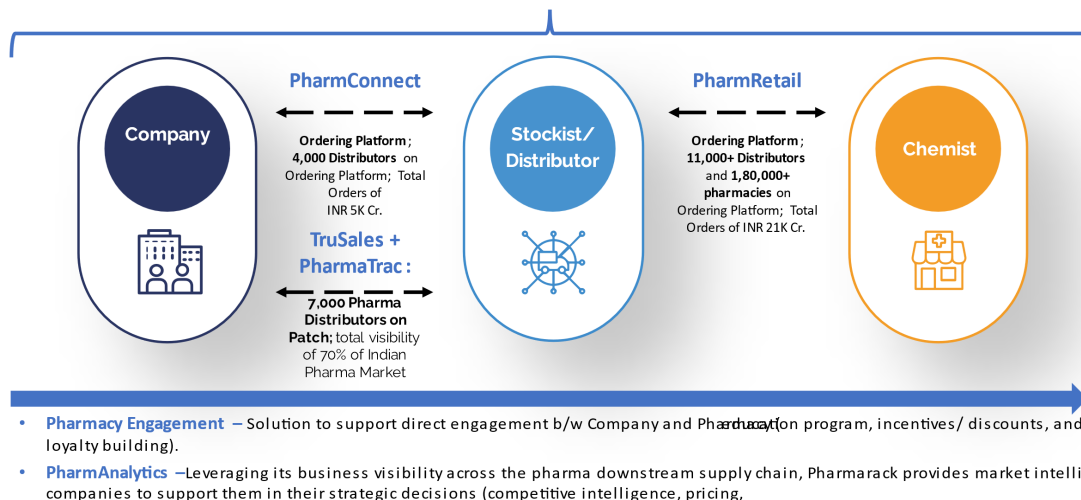 PharmConnect
PharmRetail
Company
Stockist/
Distributor
Chemist
Ordering Platform;
4,000 Distributors on
Ordering Platform; Total
Orders of
INR 5K Cr.
Ordering Platform;
11,000+ Distributors
and 1,80,000+
pharmacies on
Ordering Platform; Total
Orders of INR 21K Cr.
TruSales +
PharmaTrac :
7,000 Pharma
Distributors on
Patch; total visibility
of 70% of Indian
Pharma Market
• Pharmacy Engagement – Solution to support direct engagement b/w Company and program, incentives/ discounts, and
loyalty building).
• PharmAnalytics –Leveraging its business visibility across the pharma downstream supply chain, Pharmarack provides market intelli
companies to support them in their strategic decisions (competitive intelligence, pricing,